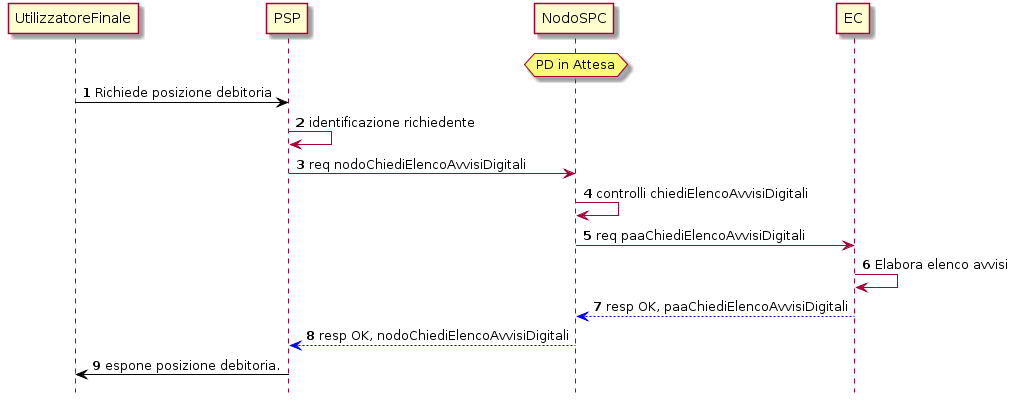 UtilizzatoreFinale
PSP
NodoSPC
EC
PD in Attesa
1 Richiede posizione debitoria
2 identificazione richiedente
3 req nodoChiediElencoAvvisiDigitali
4 controlli chiediElencoAvvisiDigitali
5 req paaChiediElencoAvvisiDigitali
6 Elabora elenco avvisi
7 resp OK, paaChiediElencoAvvisiDigitali
8 resp OK, nodoChiediElencoAvvisiDigitali
9 espone posizione debitoria.